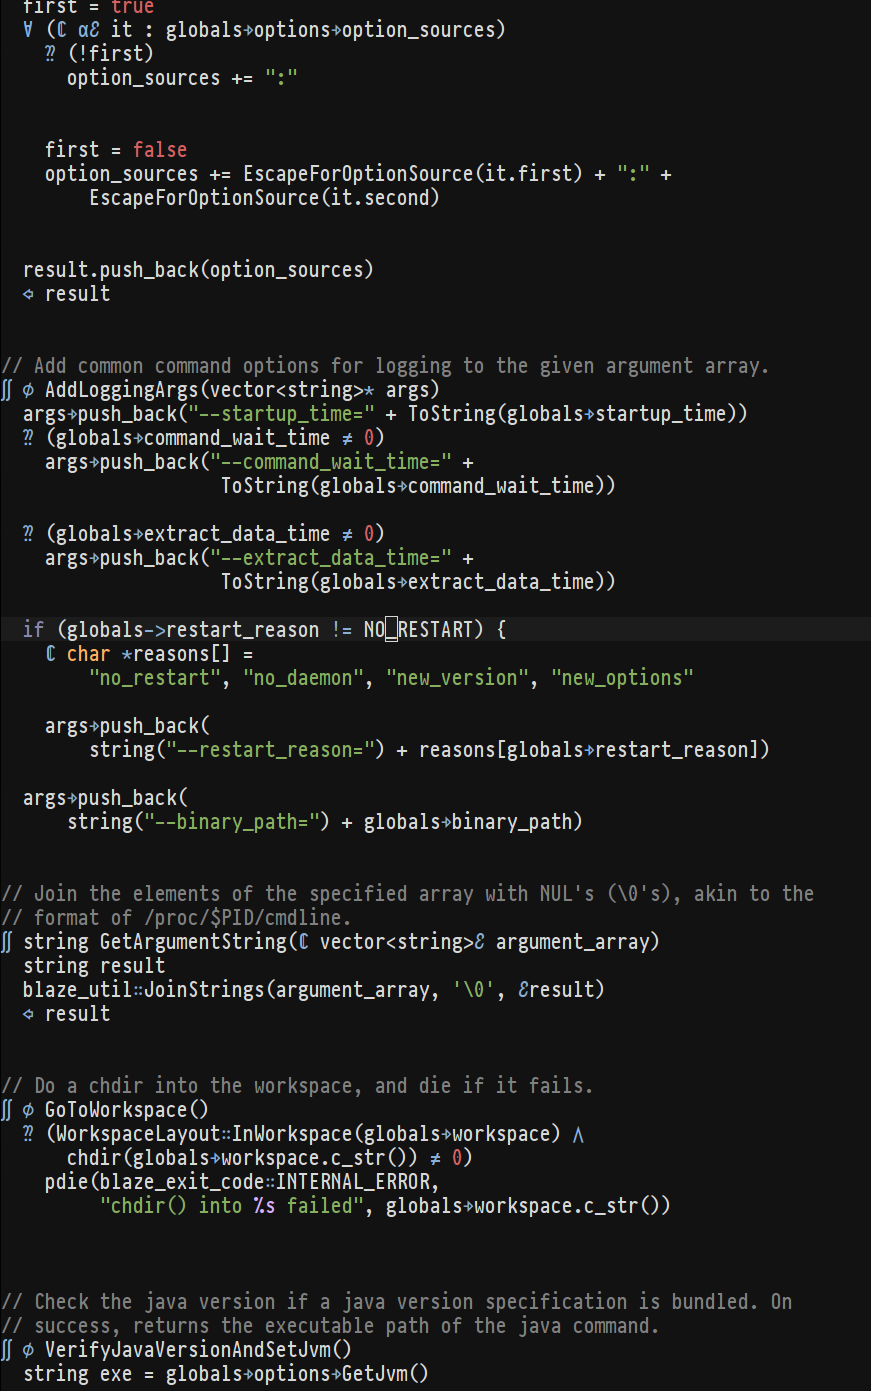 first = true
∀ (ℂ αℰ it : globals➔options➔option_sources)
⁇ (!first)
option_sources += ":"
first = false
option_sources += EscapeForOptionSource(it.first) + ":" +
EscapeForOptionSource(it.second)
result.push_back(option_sources)
⇦ result
// Add common command options for logging to the given argument array.
∬ ∅ AddLoggingArgs(vector<string>* args)
args➔push_back("--startup_time=" + ToString(globals➔startup_time))
⁇ (globals➔command_wait_time ≠ 0)
args➔push_back("--command_wait_time=" +
ToString(globals➔command_wait_time))
⁇ (globals➔extract_data_time ≠ 0)
args➔push_back("--extract_data_time=" +
ToString(globals➔extract_data_time))
if (globals->restart_reason != NO_RESTART) {
ℂ char *reasons[] =
"no_restart", "no_daemon", "new_version", "new_options"
args➔push_back(
string("--restart_reason=") + reasons[globals➔restart_reason])
args➔push_back(
string("--binary_path=") + globals➔binary_path)
// Join the elements of the specified array with NUL's (\0's), akin to the
// format of /proc/$PID/cmdline.
∬ string GetArgumentString(ℂ vector<string>ℰ argument_array)
string result
blaze_util∷JoinStrings(argument_array, '\0', ℰresult)
⇦ result
// Do a chdir into the workspace, and die if it fails.
∬ ∅ GoToWorkspace()
⁇ (WorkspaceLayout∷InWorkspace(globals➔workspace) ∧
chdir(globals➔workspace.c_str()) ≠ 0)
pdie(blaze_exit_code∷INTERNAL_ERROR,
"chdir() into %s failed", globals➔workspace.c_str())
// Check the java version if a java version specification is bundled. On
// success, returns the executable path of the java command.
∬ ∅ VerifyJavaVersionAndSetJvm()
string exe = globals➔options➔GetJvm()